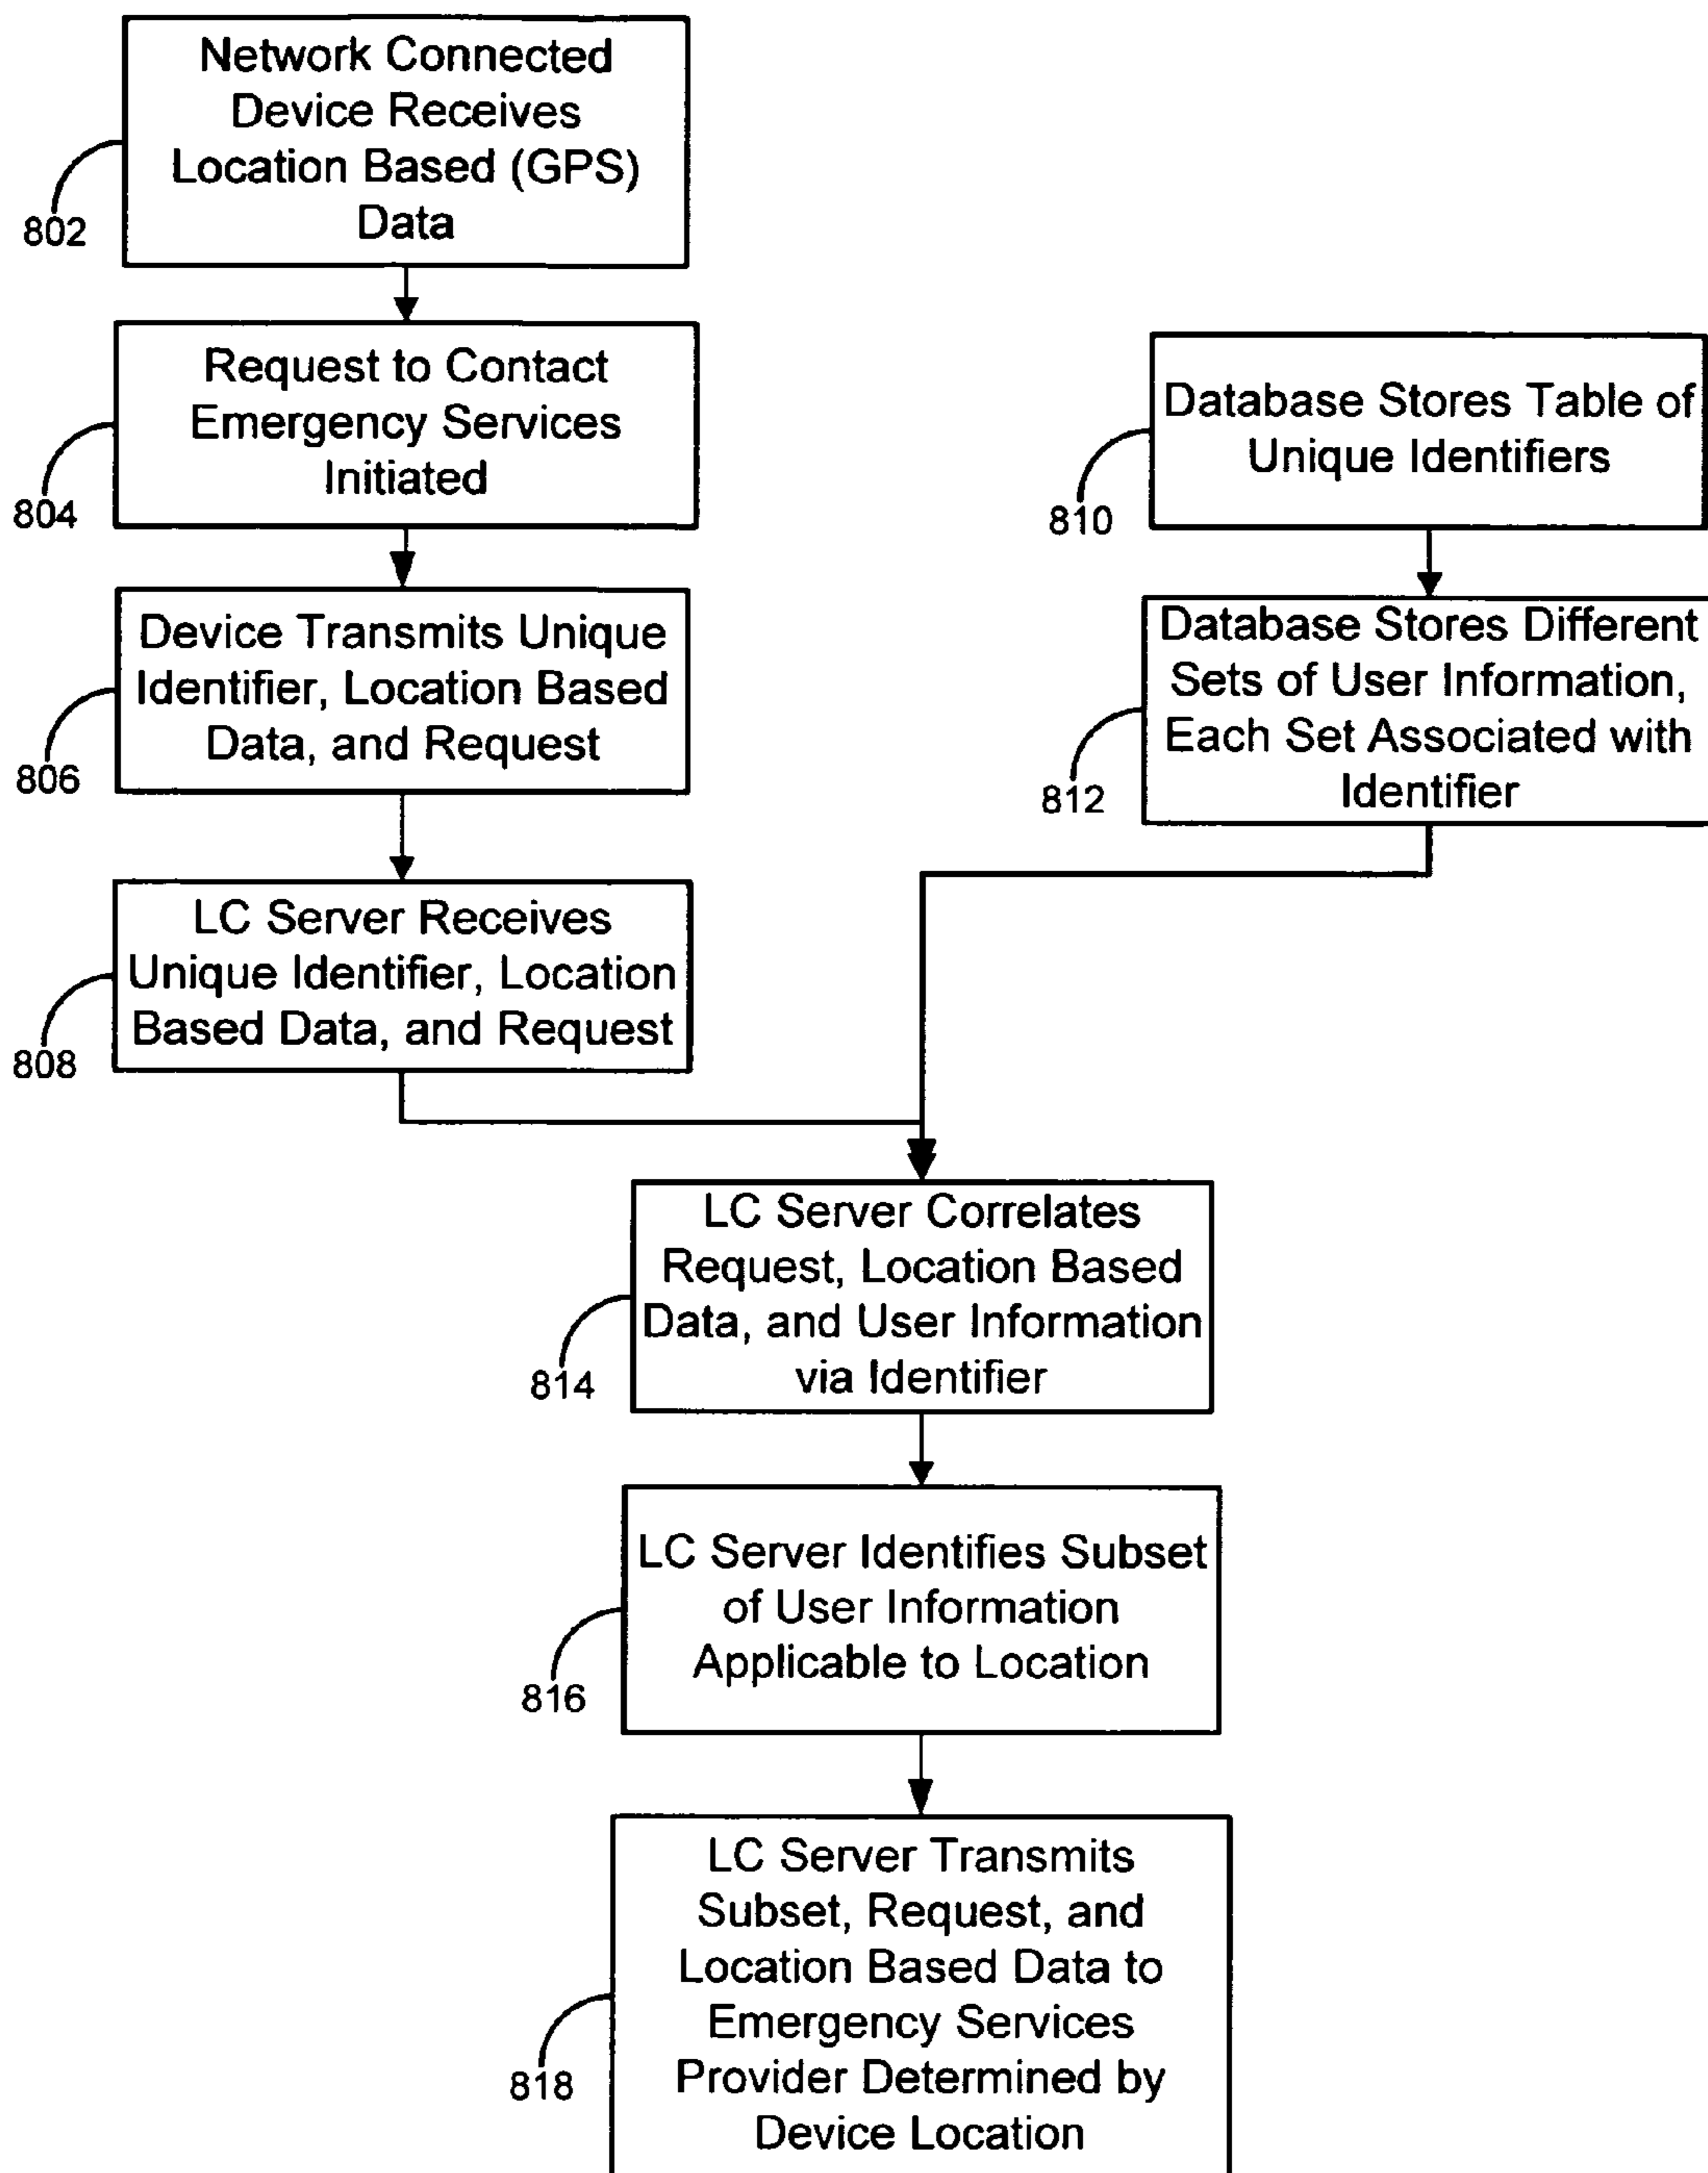 Network Connected
Device Receives
Location Based (GPS)
Data
802
Request to Contact
Emergency Services
Initiated
804
Device Transmits Unique
Identifier, Location Based
Data, and Request
806
LC Server Receives
Unique Identifier, Location
Based Data, and Request
808
Database Stores Table of
Unique Identifiers
810
Database Stores Different
Sets of User Information,
Each Set Associated with
Identifier
812
LC Server Correlates
Request, Location Based
Data, and User Information
via Identifier
814
LC Server Identifies Subset
of User Information
Applicable to Location
816
LC Server Transmits
Subset, Request, and
Location Based Data to
Emergency Services
Provider Determined by
Device Location
818